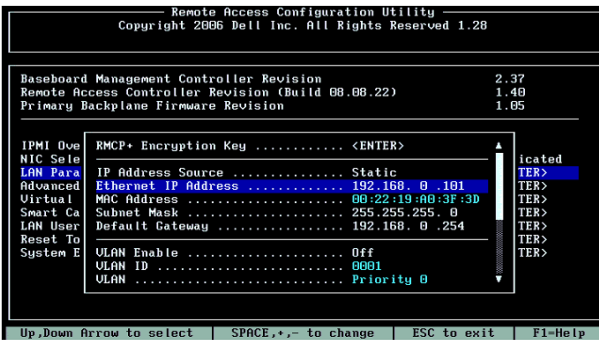 Remote Access Configuration Utility
Copyright 2006 Dell Inc. All Rights Reserved 1.28
Baseboard Management Controller Revision 2.37
Remote Access Controller Revision (Build 08.08.22) 1.40
Primary Backplane Firmware Revision 1.05
IPMI Ove RMCP+ Encryption Key ............ <ENTER>
NIC Sele icated
LAN Para IP Address Source ............... Static TER>
Advanced Ethernet IP Address ............. 192.168. 0 .101 TER>
Virtual MAC Address ..................... 00:22:19:A0:3F:3D TER>
Smart Ca Subnet Mask ..................... 255.255.255. 0 TER>
LAN User Default Gateway ................. 192.168. 0 .254 TER>
Reset To TER>
System E VLAN Enable ..................... Off TER>
VLAN ID ......................... 0001
VLAN ............................ Priority 0
Up,Down Arrow to select SPACE,+,- to change ESC to exit F1=Help